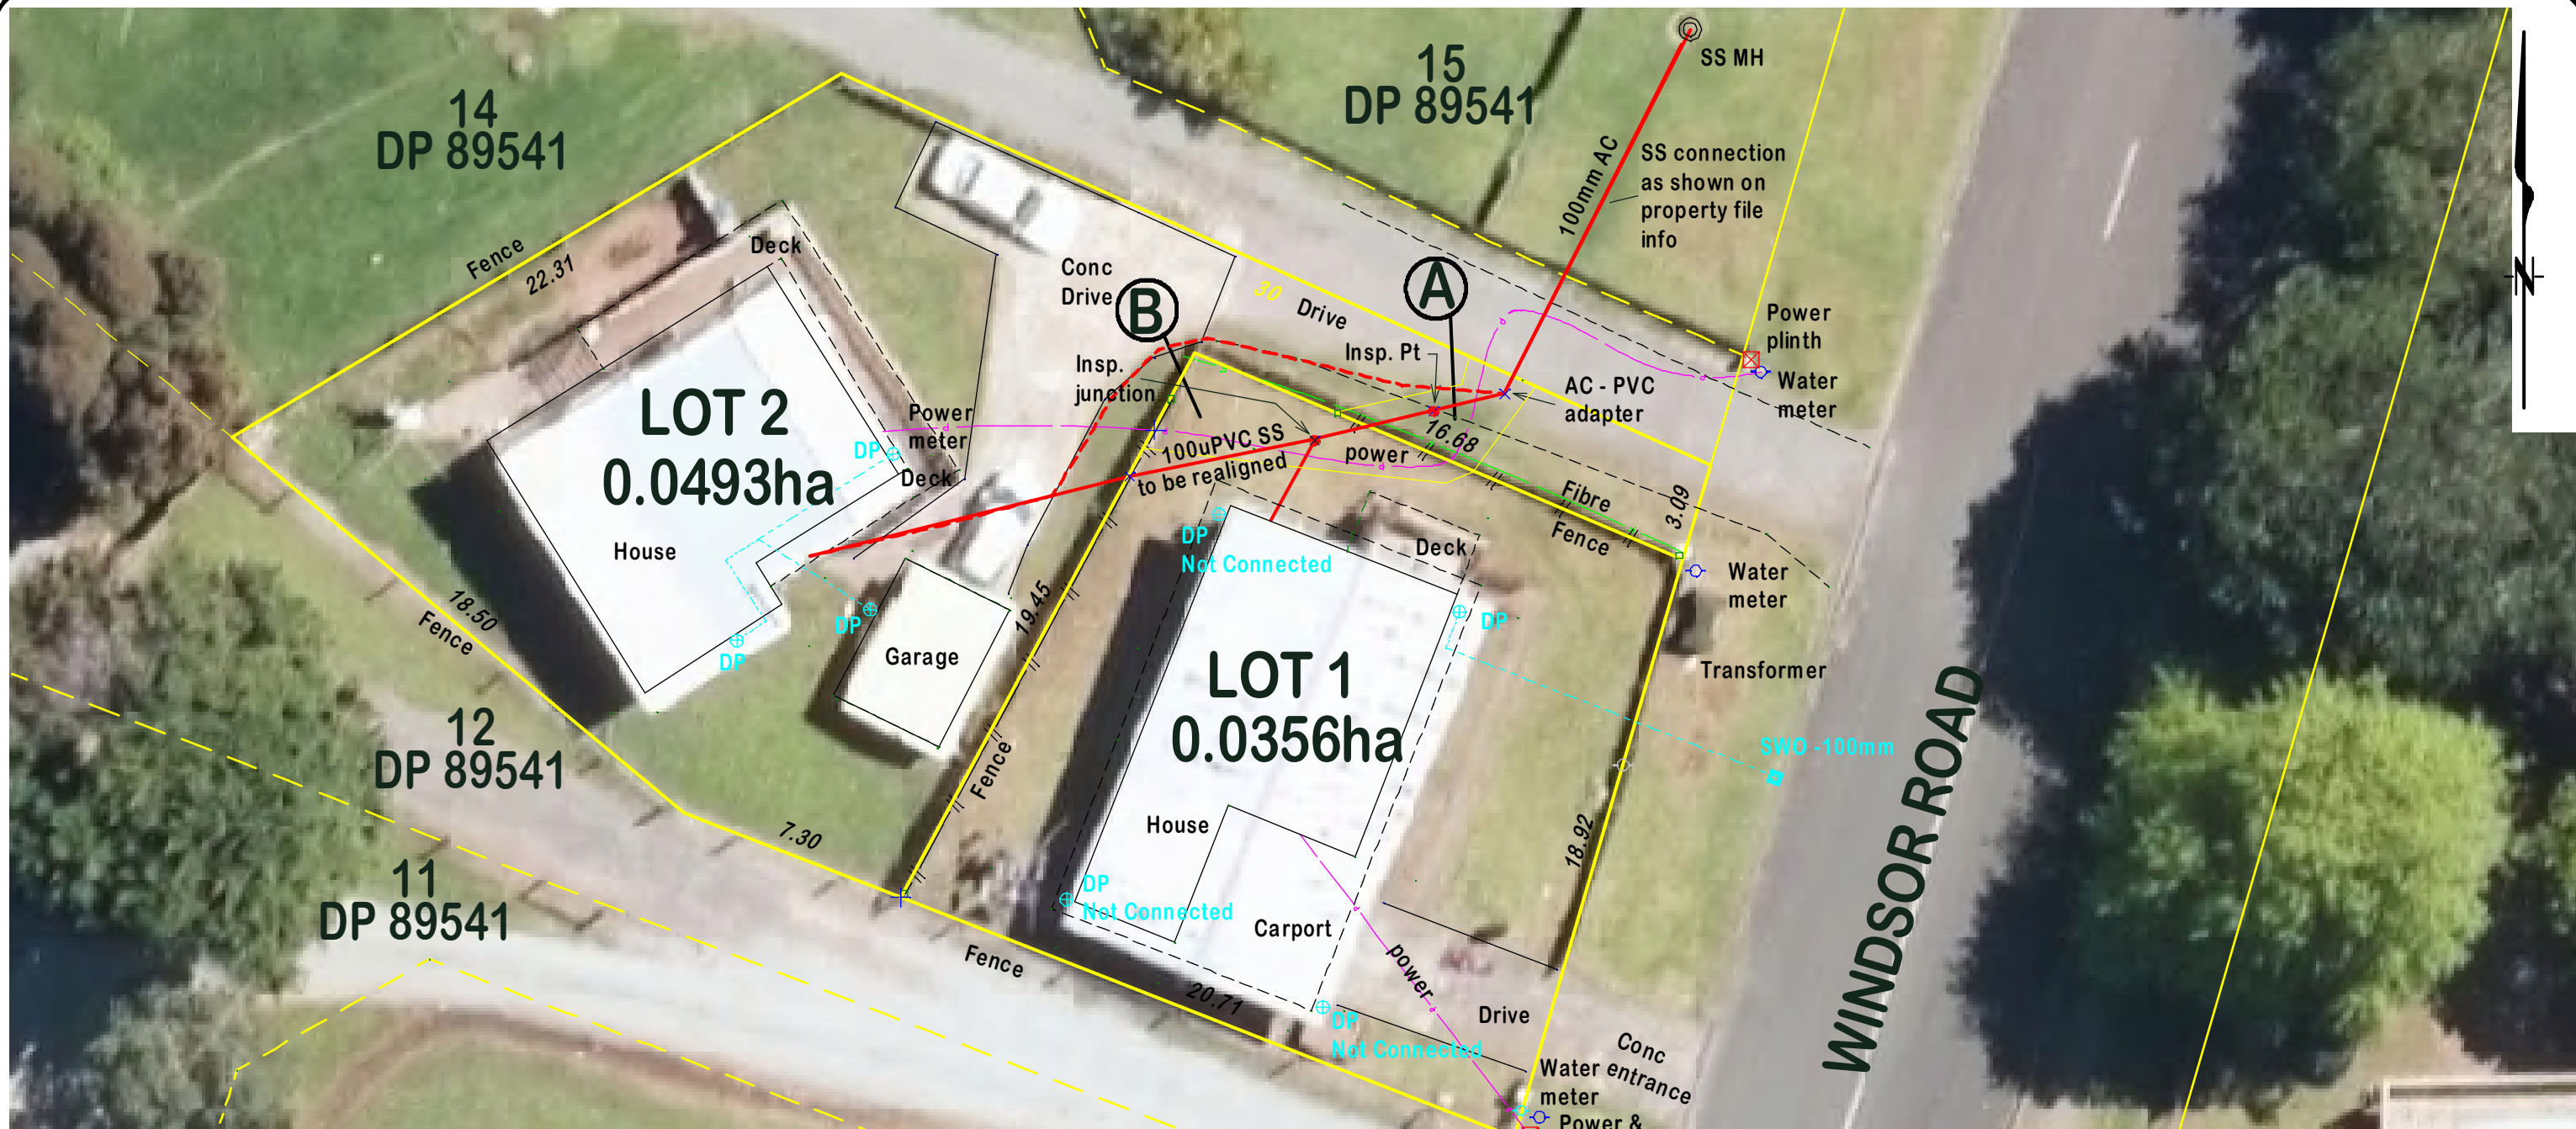 15
DP 89541
SS MH
14
DP 89541
100mm AC
SS connection
as shown on
property file
info
Fence
22.31
Deck
Conc
Drive
B
30
Drive
A
Insp. Pt
Power
plinth
Water
meter
Insp.
junction
AC - PVC
adapter
LOT 2
0.0493ha
Power
meter
DP
Deck
100uPVC SS
to be realigned
power
16.68
Fibre
Fence
3.09
House
DP
Not Connected
Deck
Water
meter
18.50
Fence
DP
DP
19.45
Garage
DP
Transformer
LOT 1
0.0356ha
SWO -100mm
WINDSOR ROAD
12
DP 89541
Fence
7.30
House
18.92
11
DP 89541
DP
Not Connected
Carport
Fence
20.71
power
Drive
DP
Not Connected
Conc
entrance
Water
meter
Power &
N